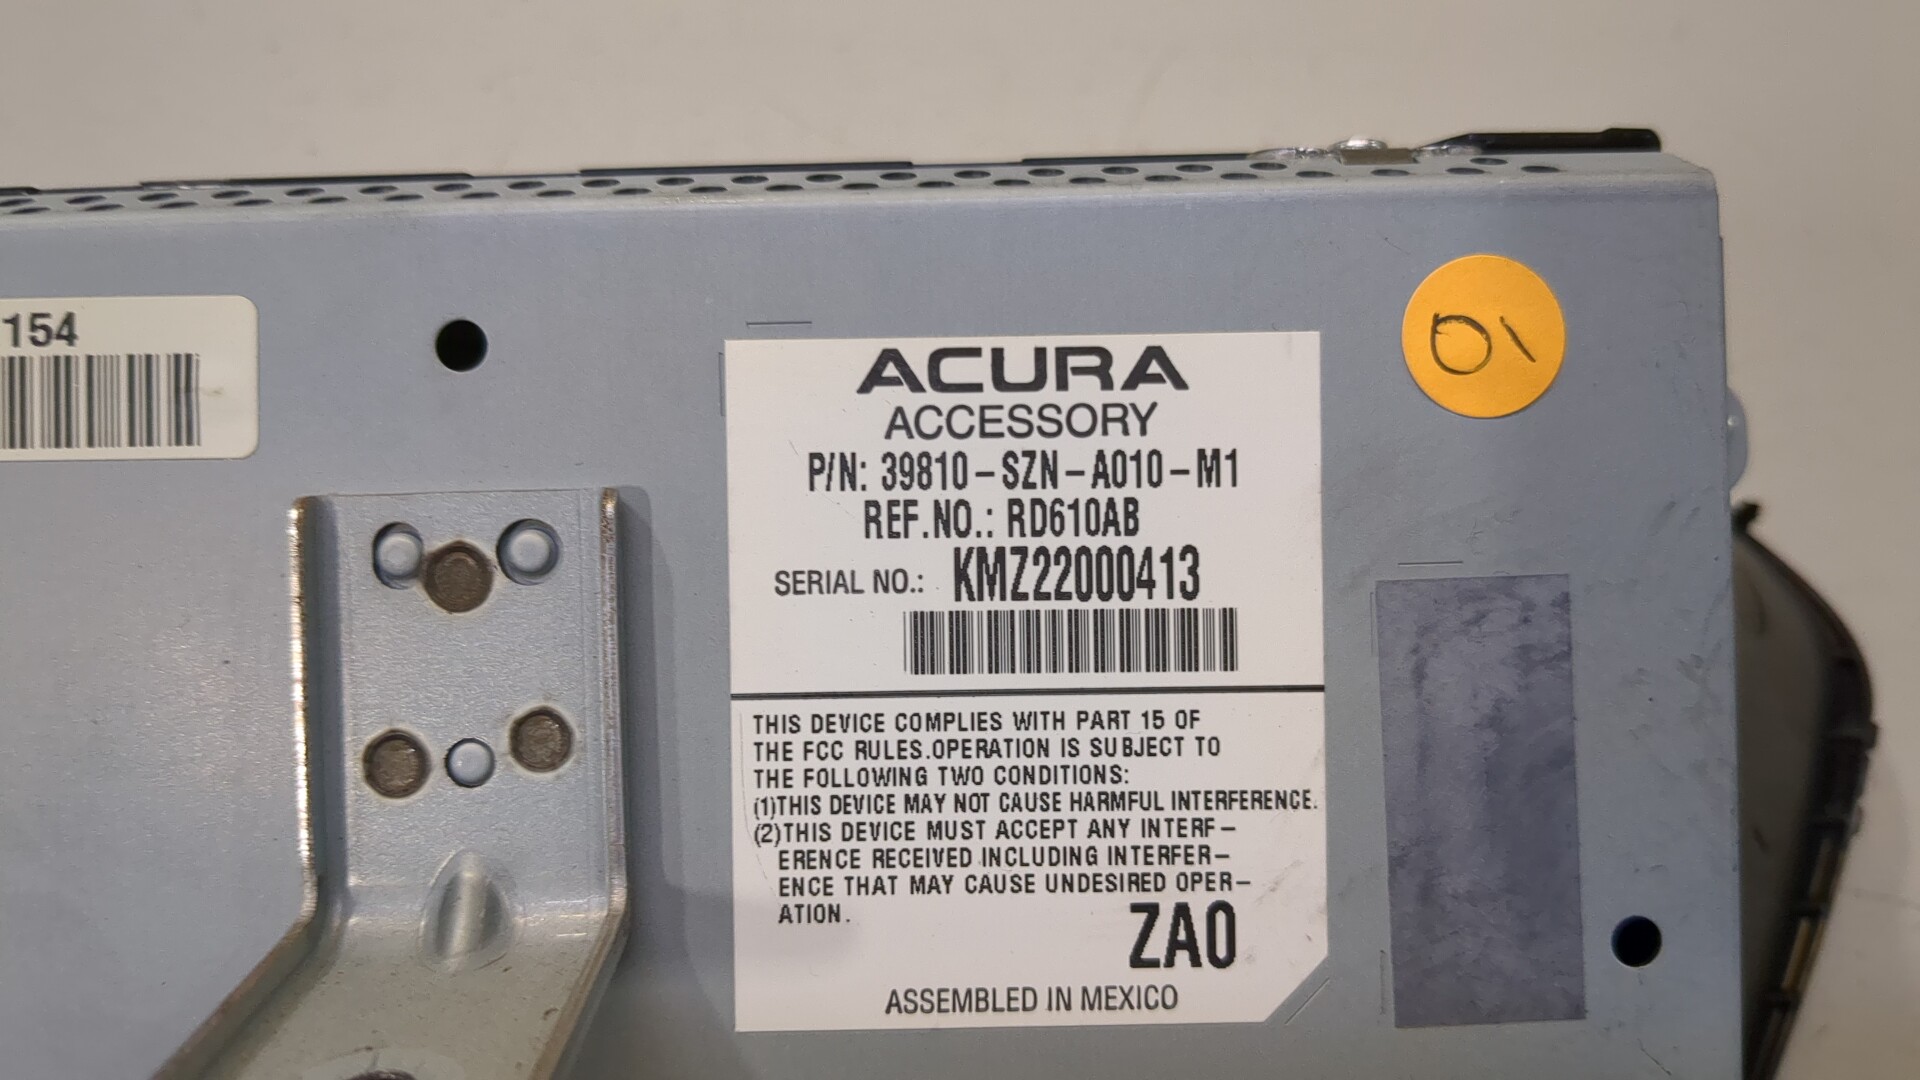 154
ACURA
ACCESSORY
P/N: 39810-SZN-A010-M1
REF.NO.: RD610AB
SERIAL NO.: KMZ22000413
THIS DEVICE COMPLIES WITH PART 15 OF
THE FCC RULES.OPERATION IS SUBJECT TO
THE FOLLOWING TWO CONDITIONS:
(1)THIS DEVICE MAY NOT CAUSE HARMFUL INTERFERENCE.
(2)THIS DEVICE MUST ACCEPT ANY INTERF-
ERENCE RECEIVED INCLUDING INTERFER-
ENCE THAT MAY CAUSE UNDESIRED OPER-
ATION.
ZA0
ASSEMBLED IN MEXICO